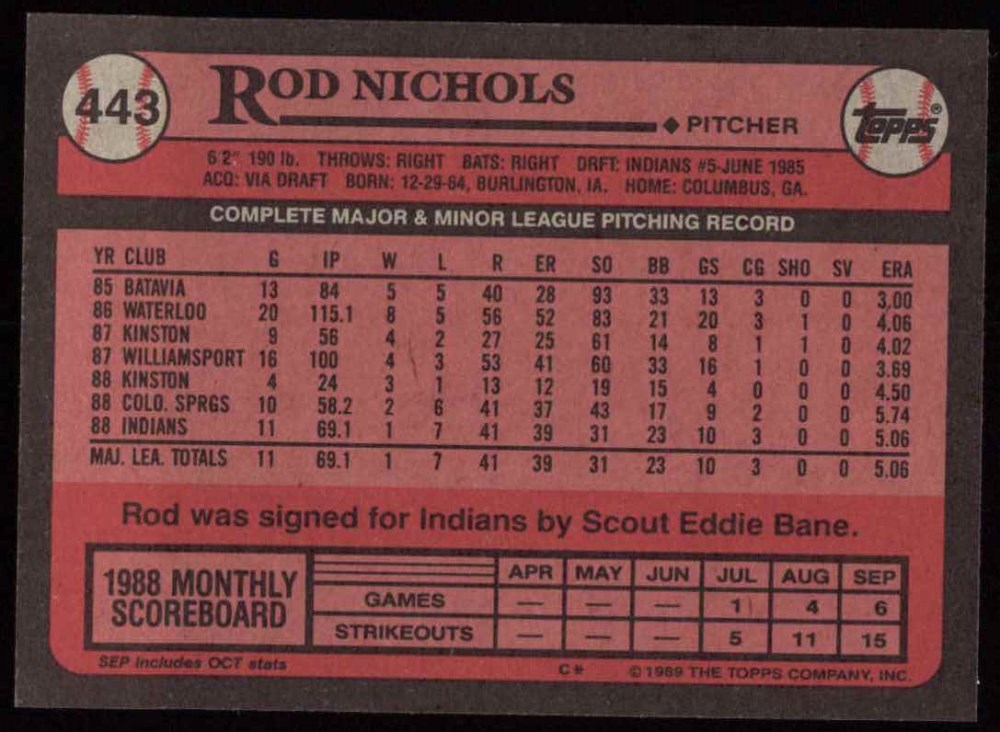 443
ROD NICHOLS
◆ PITCHER
TOPPS®
6'2" 190 lb. THROWS: RIGHT BATS: RIGHT DRFT: INDIANS #5-JUNE 1985
ACQ: VIA DRAFT BORN: 12-29-64, BURLINGTON, IA. HOME: COLUMBUS, GA.
COMPLETE MAJOR & MINOR LEAGUE PITCHING RECORD
YR CLUB G IP W L R ER SO BB GS CG SHO SV ERA
85 BATAVIA 13 84 5 5 40 28 93 33 13 3 0 0 3.00
86 WATERLOO 20 115.1 8 5 56 52 83 21 20 3 1 0 4.06
87 KINSTON 9 56 4 2 27 25 61 14 8 1 1 0 4.02
87 WILLIAMSPORT 16 100 4 3 53 41 60 33 16 1 0 0 3.69
88 KINSTON 4 24 3 1 13 12 19 15 4 0 0 0 4.50
88 COLO. SPRGS 10 58.2 2 6 41 37 43 17 9 2 0 0 5.74
88 INDIANS 11 69.1 1 7 41 39 31 23 10 3 0 0 5.06
MAJ. LEA. TOTALS 11 69.1 1 7 41 39 31 23 10 3 0 0 5.06
Rod was signed for Indians by Scout Eddie Bane.
1988 MONTHLY SCOREBOARD
APR MAY JUN JUL AUG SEP
GAMES — — — 1 4 6
STRIKEOUTS — — — 5 11 15
SEP includes OCT stats
C* © 1989 THE TOPPS COMPANY, INC.